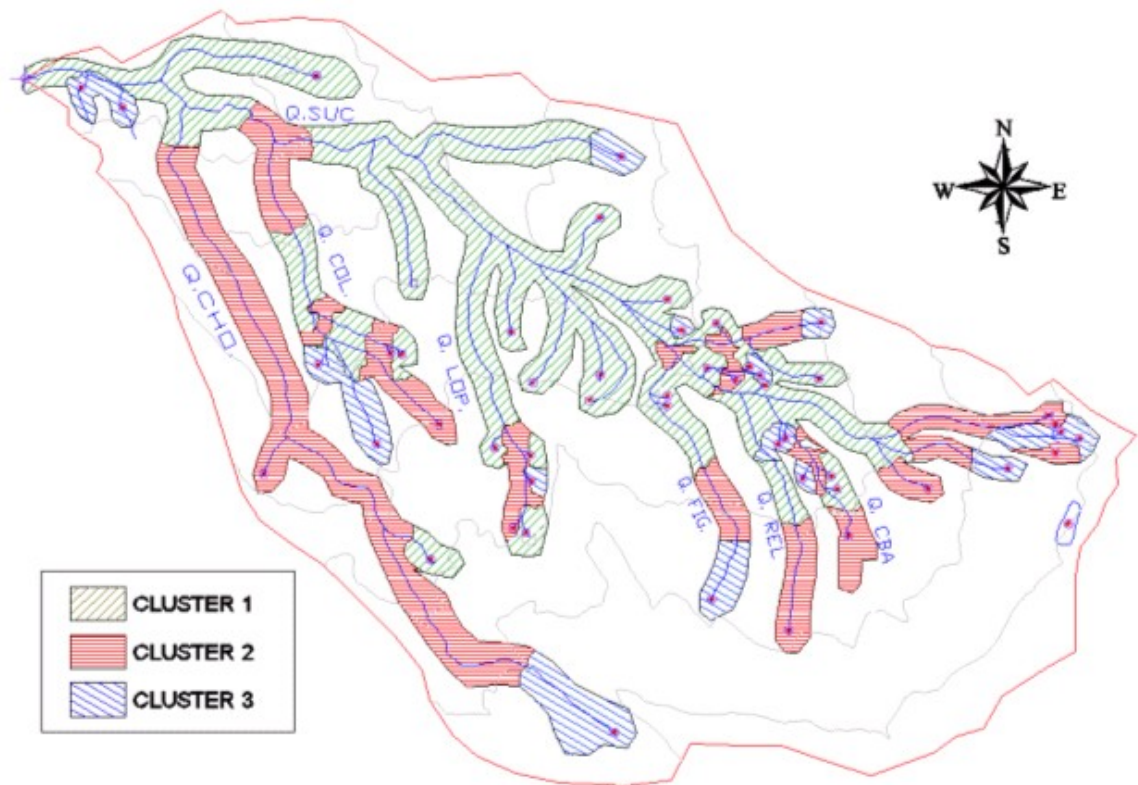 Q.SUC
N
W E
S
Q. COL.
Q.CHO.
Q. LOP.
Q. FIG.
Q. REL
Q. CBA
CLUSTER 1
CLUSTER 2
CLUSTER 3